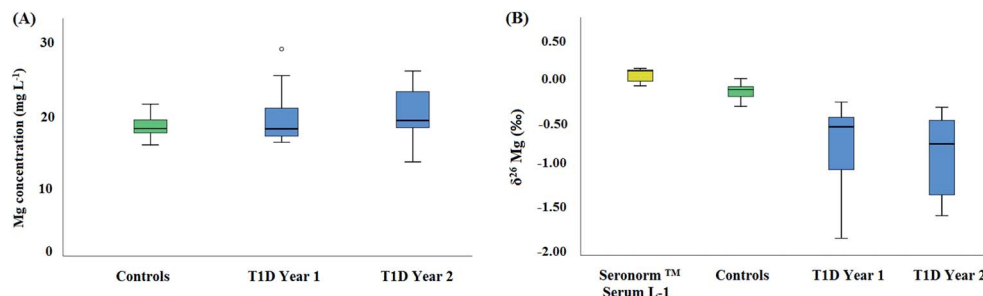 (A)
Mg concentration (mg L-1)
30
20
10
0
Controls
T1D Year 1
T1D Year 2
(B)
δ26 Mg (‰)
0.50
0.00
-0.50
-1.00
-1.50
-2.00
Seronorm ™
Serum L-1
Controls
T1D Year 1
T1D Year 2